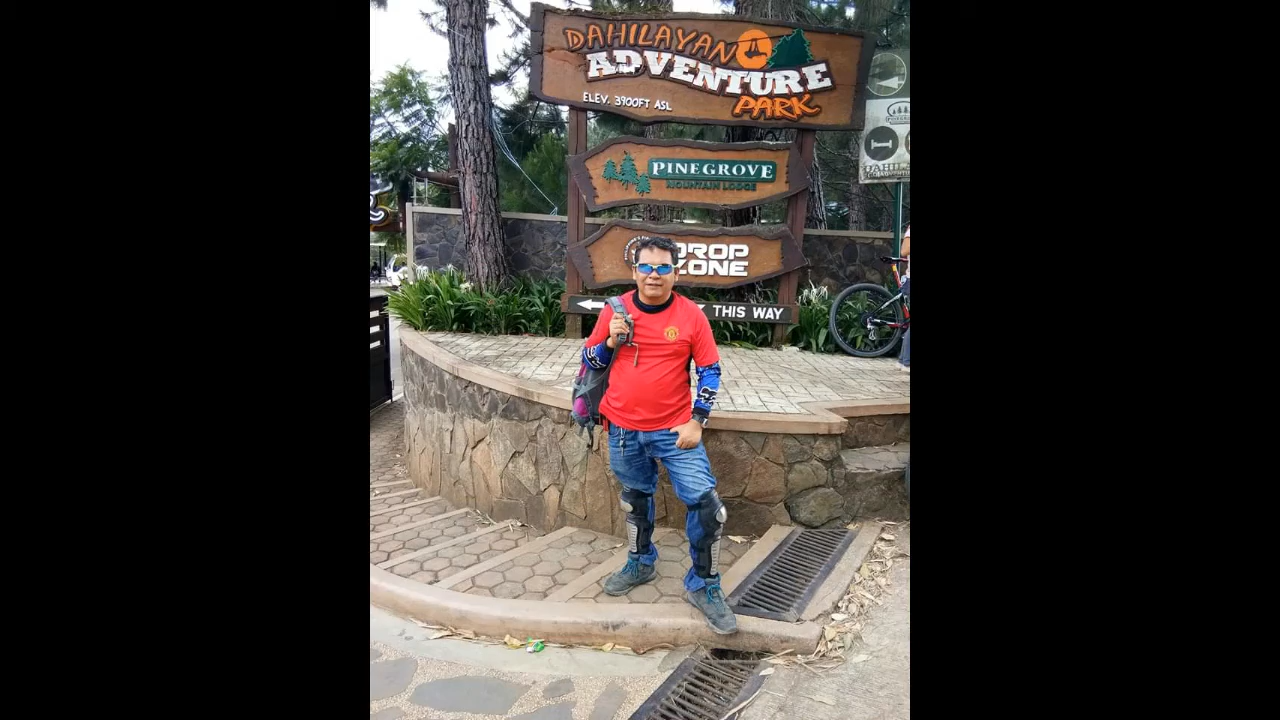 DAHILAYAN
ADVENTURE
PARK
ELEV. 3900FT ASL
PINEGROVE
MOUNTAIN LODGE
DROP
ZONE
THIS WAY